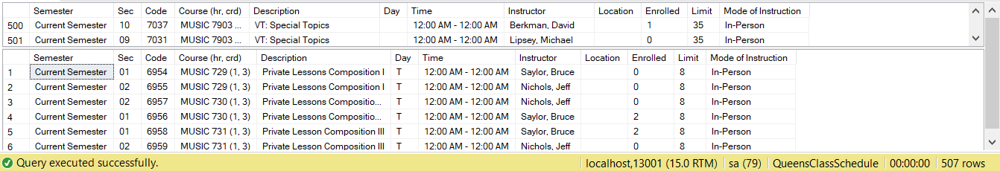 Semester Sec Code Course (hr, crd) Description Day Time Instructor Location Enrolled Limit Mode of Instruction
500 Current Semester 10 7037 MUSIC 7903 ... VT: Special Topics 12:00 AM - 12:00 AM Berkman, David 1 35 In-Person
501 Current Semester 09 7031 MUSIC 7903 ... VT: Special Topics 12:00 AM - 12:00 AM Lipsey, Michael 0 35 In-Person
Semester Sec Code Course (hr, crd) Description Day Time Instructor Location Enrolled Limit Mode of Instruction
1 Current Semester 01 6954 MUSIC 729 (1, 3) Private Lessons Composition I T 12:00 AM - 12:00 AM Saylor, Bruce 0 8 In-Person
2 Current Semester 02 6955 MUSIC 729 (1, 3) Private Lessons Composition I T 12:00 AM - 12:00 AM Nichols, Jeff 0 8 In-Person
3 Current Semester 02 6957 MUSIC 730 (1, 3) Private Lessons Compositio... T 12:00 AM - 12:00 AM Nichols, Jeff 0 8 In-Person
4 Current Semester 01 6956 MUSIC 730 (1, 3) Private Lessons Compositio... T 12:00 AM - 12:00 AM Saylor, Bruce 2 8 In-Person
5 Current Semester 01 6958 MUSIC 731 (1, 3) Private Lesson Composition III T 12:00 AM - 12:00 AM Saylor, Bruce 2 8 In-Person
6 Current Semester 02 6959 MUSIC 731 (1, 3) Private Lessons Composition III T 12:00 AM - 12:00 AM Nichols, Jeff 0 8 In-Person
Query executed successfully. localhost,13001 (15.0 RTM) sa (79) QueensClassSchedule 00:00:00 507 rows